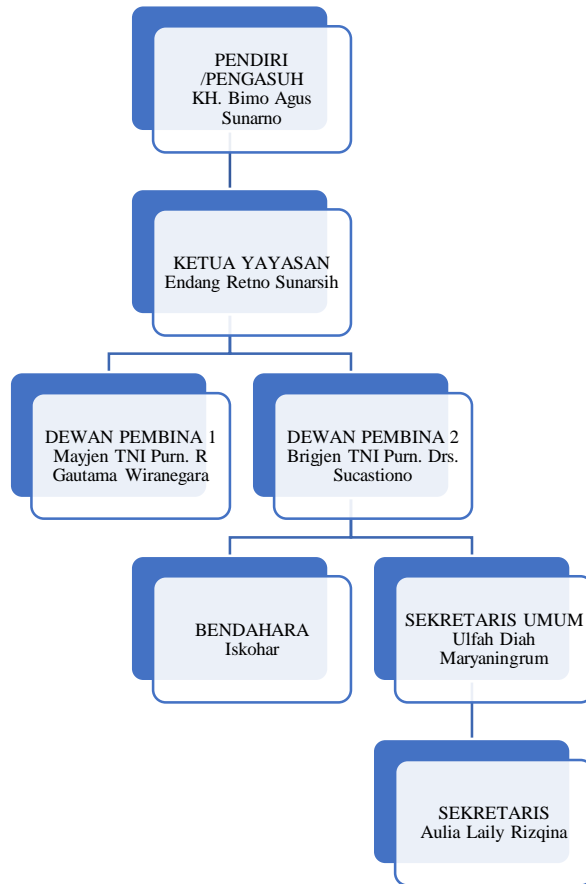 PENDIRI
/PENGASUH
KH. Bimo Agus
Sunarno
KETUA YAYASAN
Endang Retno Sunarsih
DEWAN PEMBINA 1
Mayjen TNI Purn. R
Gautama Wiranegara
DEWAN PEMBINA 2
Brigjen TNI Purn. Drs.
Sucastiono
BENDAHARA
Iskohar
SEKRETARIS UMUM
Ulfah Diah
Maryaningrum
SEKRETARIS
Aulia Laily Rizqina